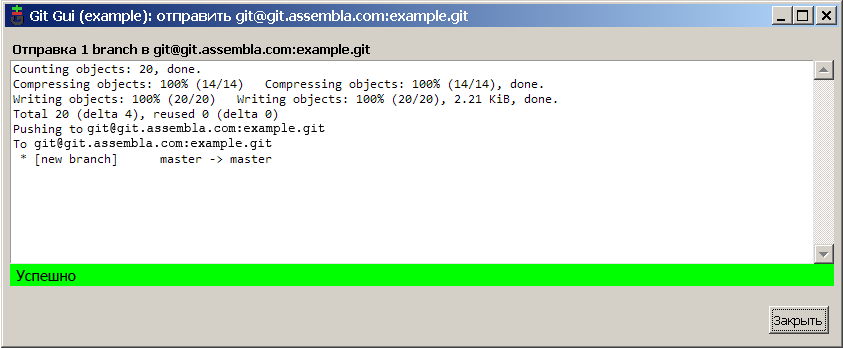 Git Gui (example): отправить git@git.assembla.com:example.git
Отправка 1 branch в git@git.assembla.com:example.git
Counting objects: 20, done.
Compressing objects: 100% (14/14)   Compressing objects: 100% (14/14), done.
Writing objects: 100% (20/20)   Writing objects: 100% (20/20), 2.21 KiB, done.
Total 20 (delta 4), reused 0 (delta 0)
Pushing to git@git.assembla.com:example.git
To git@git.assembla.com:example.git
 * [new branch]      master -> master
Успешно
Закрыть